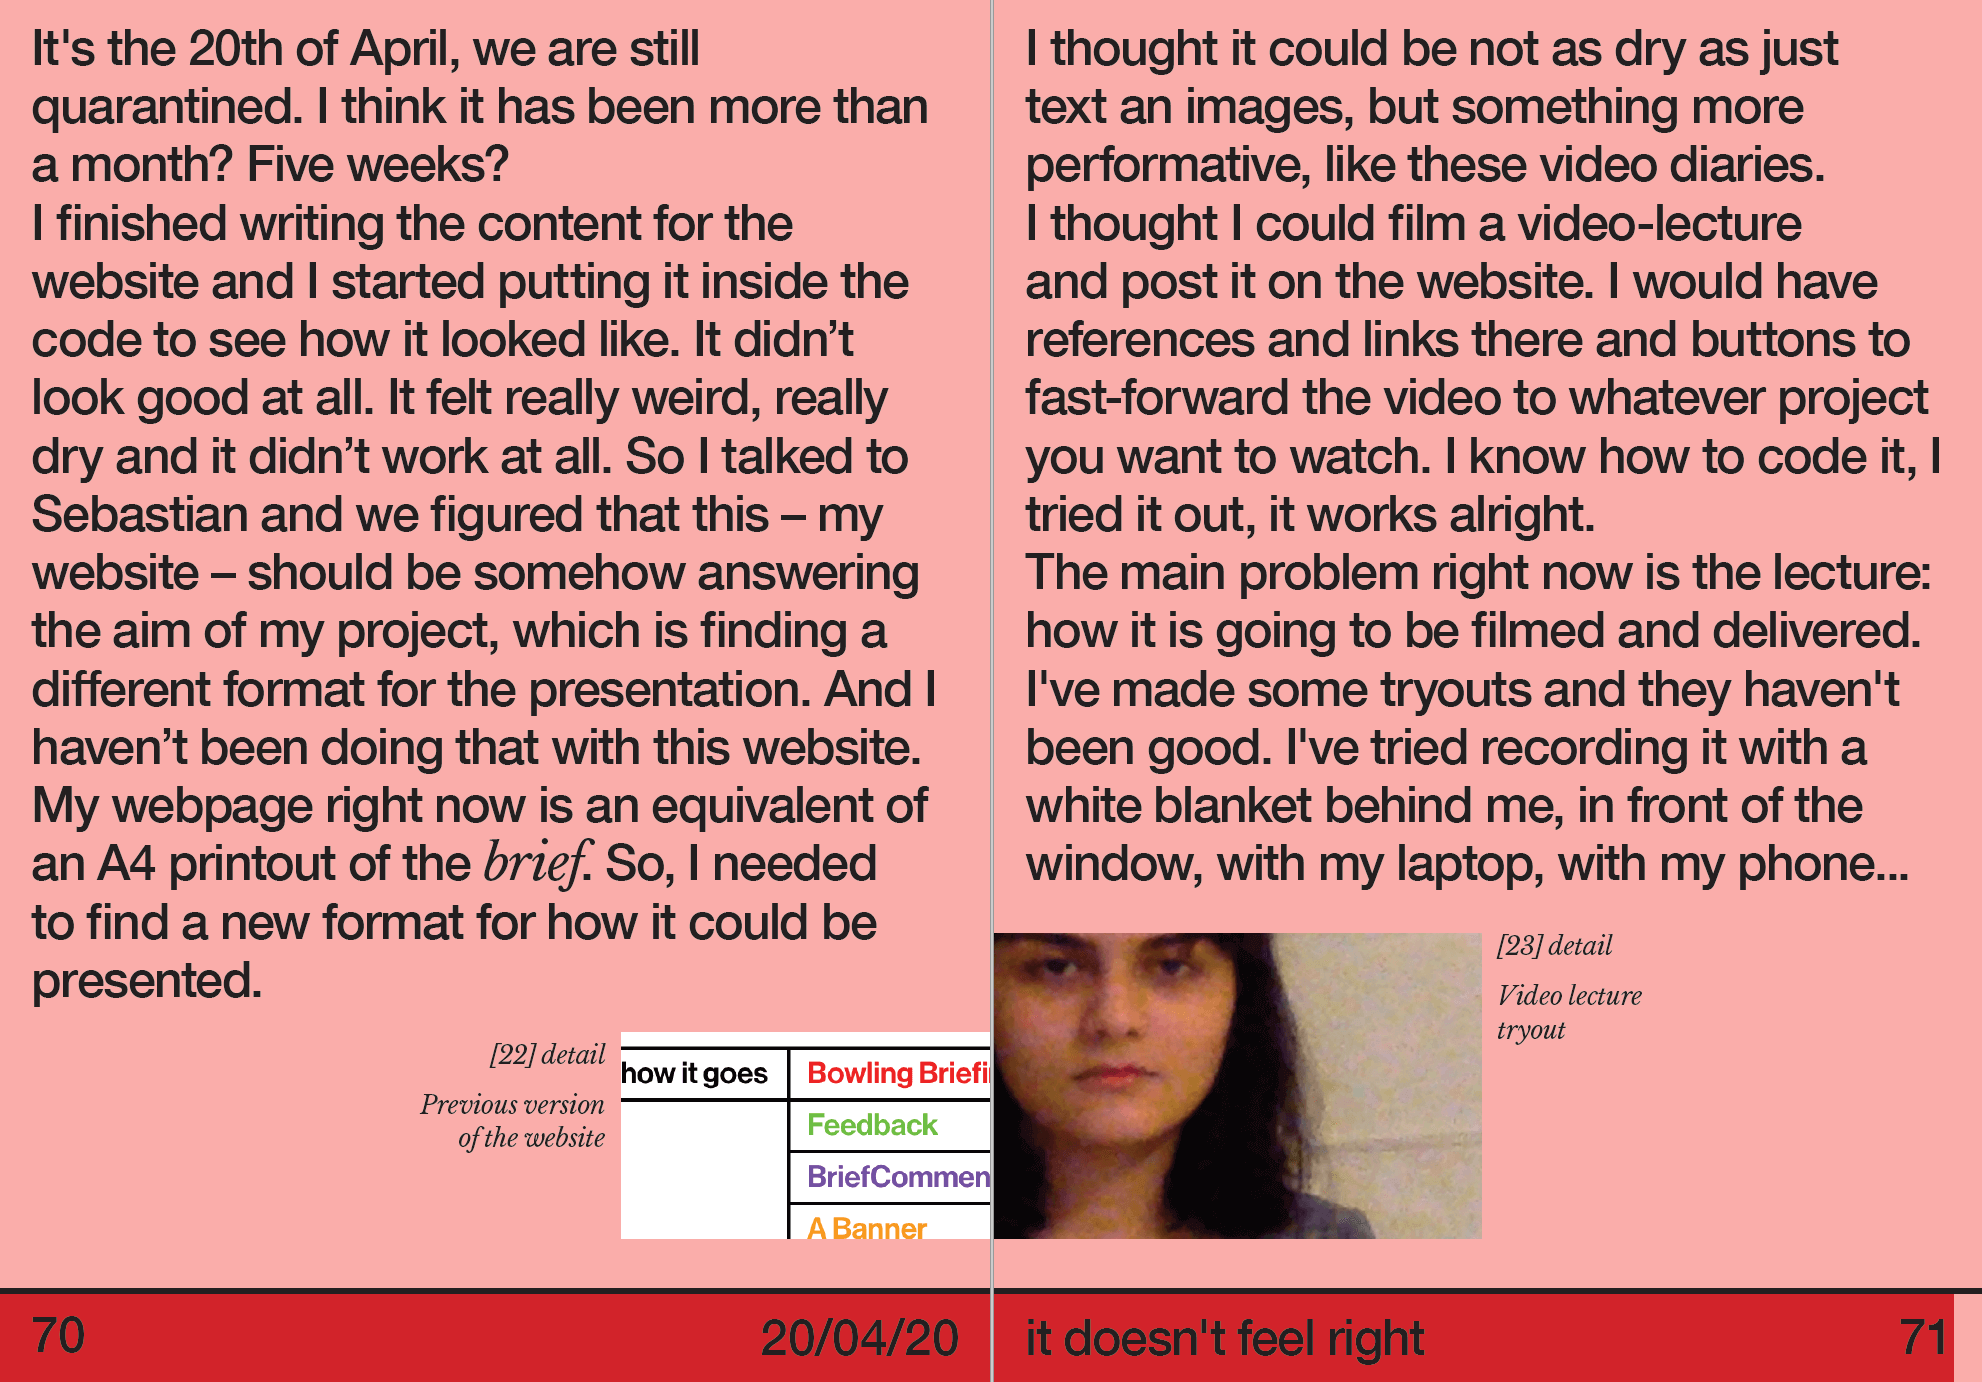 It's the 20th of April, we are still
quarantined. I think it has been more than
a month? Five weeks?
I finished writing the content for the
website and I started putting it inside the
code to see how it looked like. It didn’t
look good at all. It felt really weird, really
dry and it didn’t work at all. So I talked to
Sebastian and we figured that this – my
website – should be somehow answering
the aim of my project, which is finding a
different format for the presentation. And I
haven’t been doing that with this website.
My webpage right now is an equivalent of
an A4 printout of the brief. So, I needed
to find a new format for how it could be
presented.
[22] detail
Previous version
of the website
how it goes
Bowling Briefi
Feedback
BriefCommen
A Banner
70
20/04/20
I thought it could be not as dry as just
text an images, but something more
performative, like these video diaries.
I thought I could film a video-lecture
and post it on the website. I would have
references and links there and buttons to
fast-forward the video to whatever project
you want to watch. I know how to code it, I
tried it out, it works alright.
The main problem right now is the lecture:
how it is going to be filmed and delivered.
I've made some tryouts and they haven't
been good. I've tried recording it with a
white blanket behind me, in front of the
window, with my laptop, with my phone...
[23] detail
Video lecture
tryout
it doesn't feel right
71